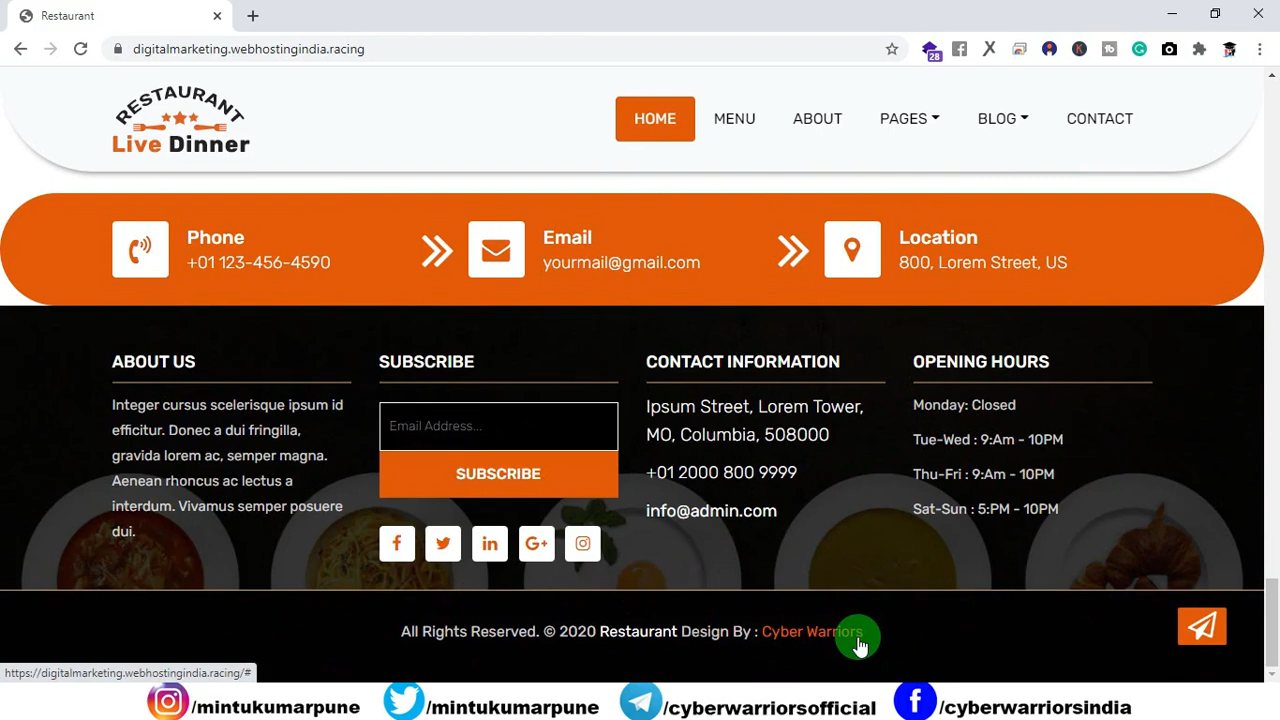 Restaurant
digitalmarketing.webhostingindia.racing
28
RESTAURANT
Live Dinner
HOME
MENU
ABOUT
PAGES
BLOG
CONTACT
Phone
+01 123-456-4590
Email
yourmail@gmail.com
Location
800, Lorem Street, US
ABOUT US
Integer cursus scelerisque ipsum id
efficitur. Donec a dui fringilla,
gravida lorem ac, semper magna.
Aenean rhoncus ac lectus a
interdum. Vivamus semper posuere
dui.
SUBSCRIBE
Email Address...
SUBSCRIBE
CONTACT INFORMATION
Ipsum Street, Lorem Tower,
MO, Columbia, 508000
+01 2000 800 9999
info@admin.com
OPENING HOURS
Monday: Closed
Tue-Wed : 9:Am - 10PM
Thu-Fri : 9:Am - 10PM
Sat-Sun : 5:PM - 10PM
All Rights Reserved. © 2020 Restaurant Design By : Cyber Warriors
https://digitalmarketing.webhostingindia.racing/#
/mintukumarpune
/mintukumarpune
/cyberwarriorsofficial
/cyberwarriorsindia